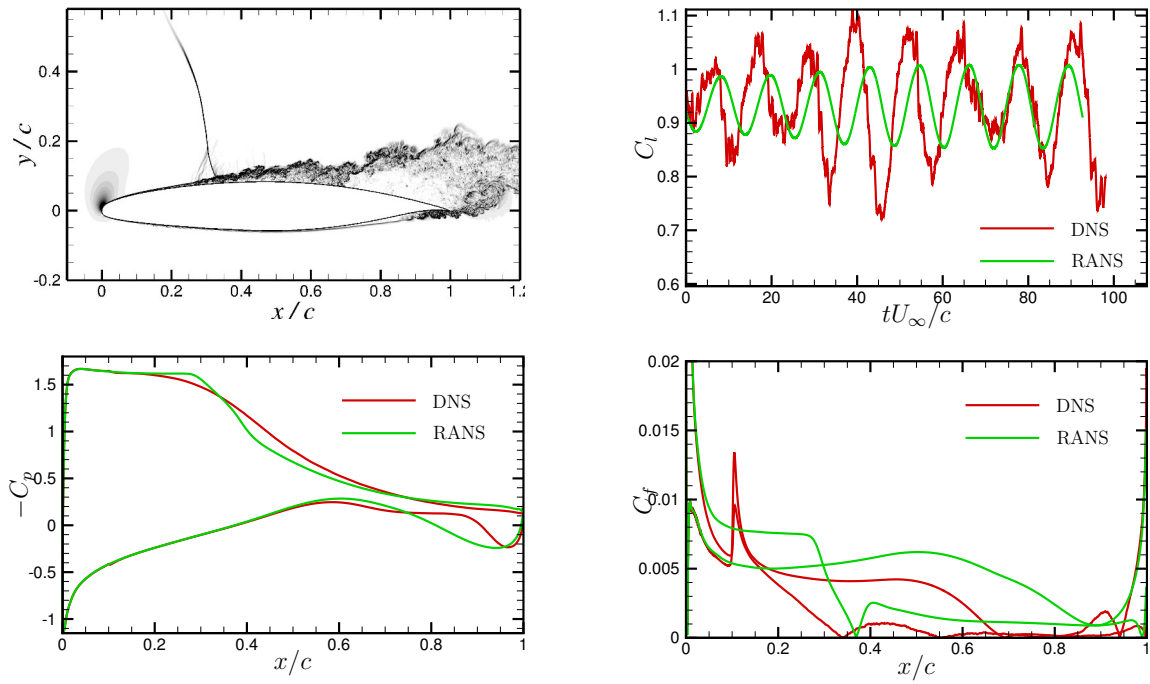 0.4
0.2
0
-0.2
y/c
0 0.2 0.4 0.6 0.8 1 1.2
x/c
1.1
1
0.9
0.8
0.7
0.6
C_l
DNS
RANS
0 20 40 60 80 100
tU_∞/c
1.5
1
0.5
0
-0.5
-1
−C_p
DNS
RANS
0 0.2 0.4 0.6 0.8 1
x/c
0.02
0.015
0.01
0.005
0
C_f
DNS
RANS
0 0.2 0.4 0.6 0.8 1
x/c